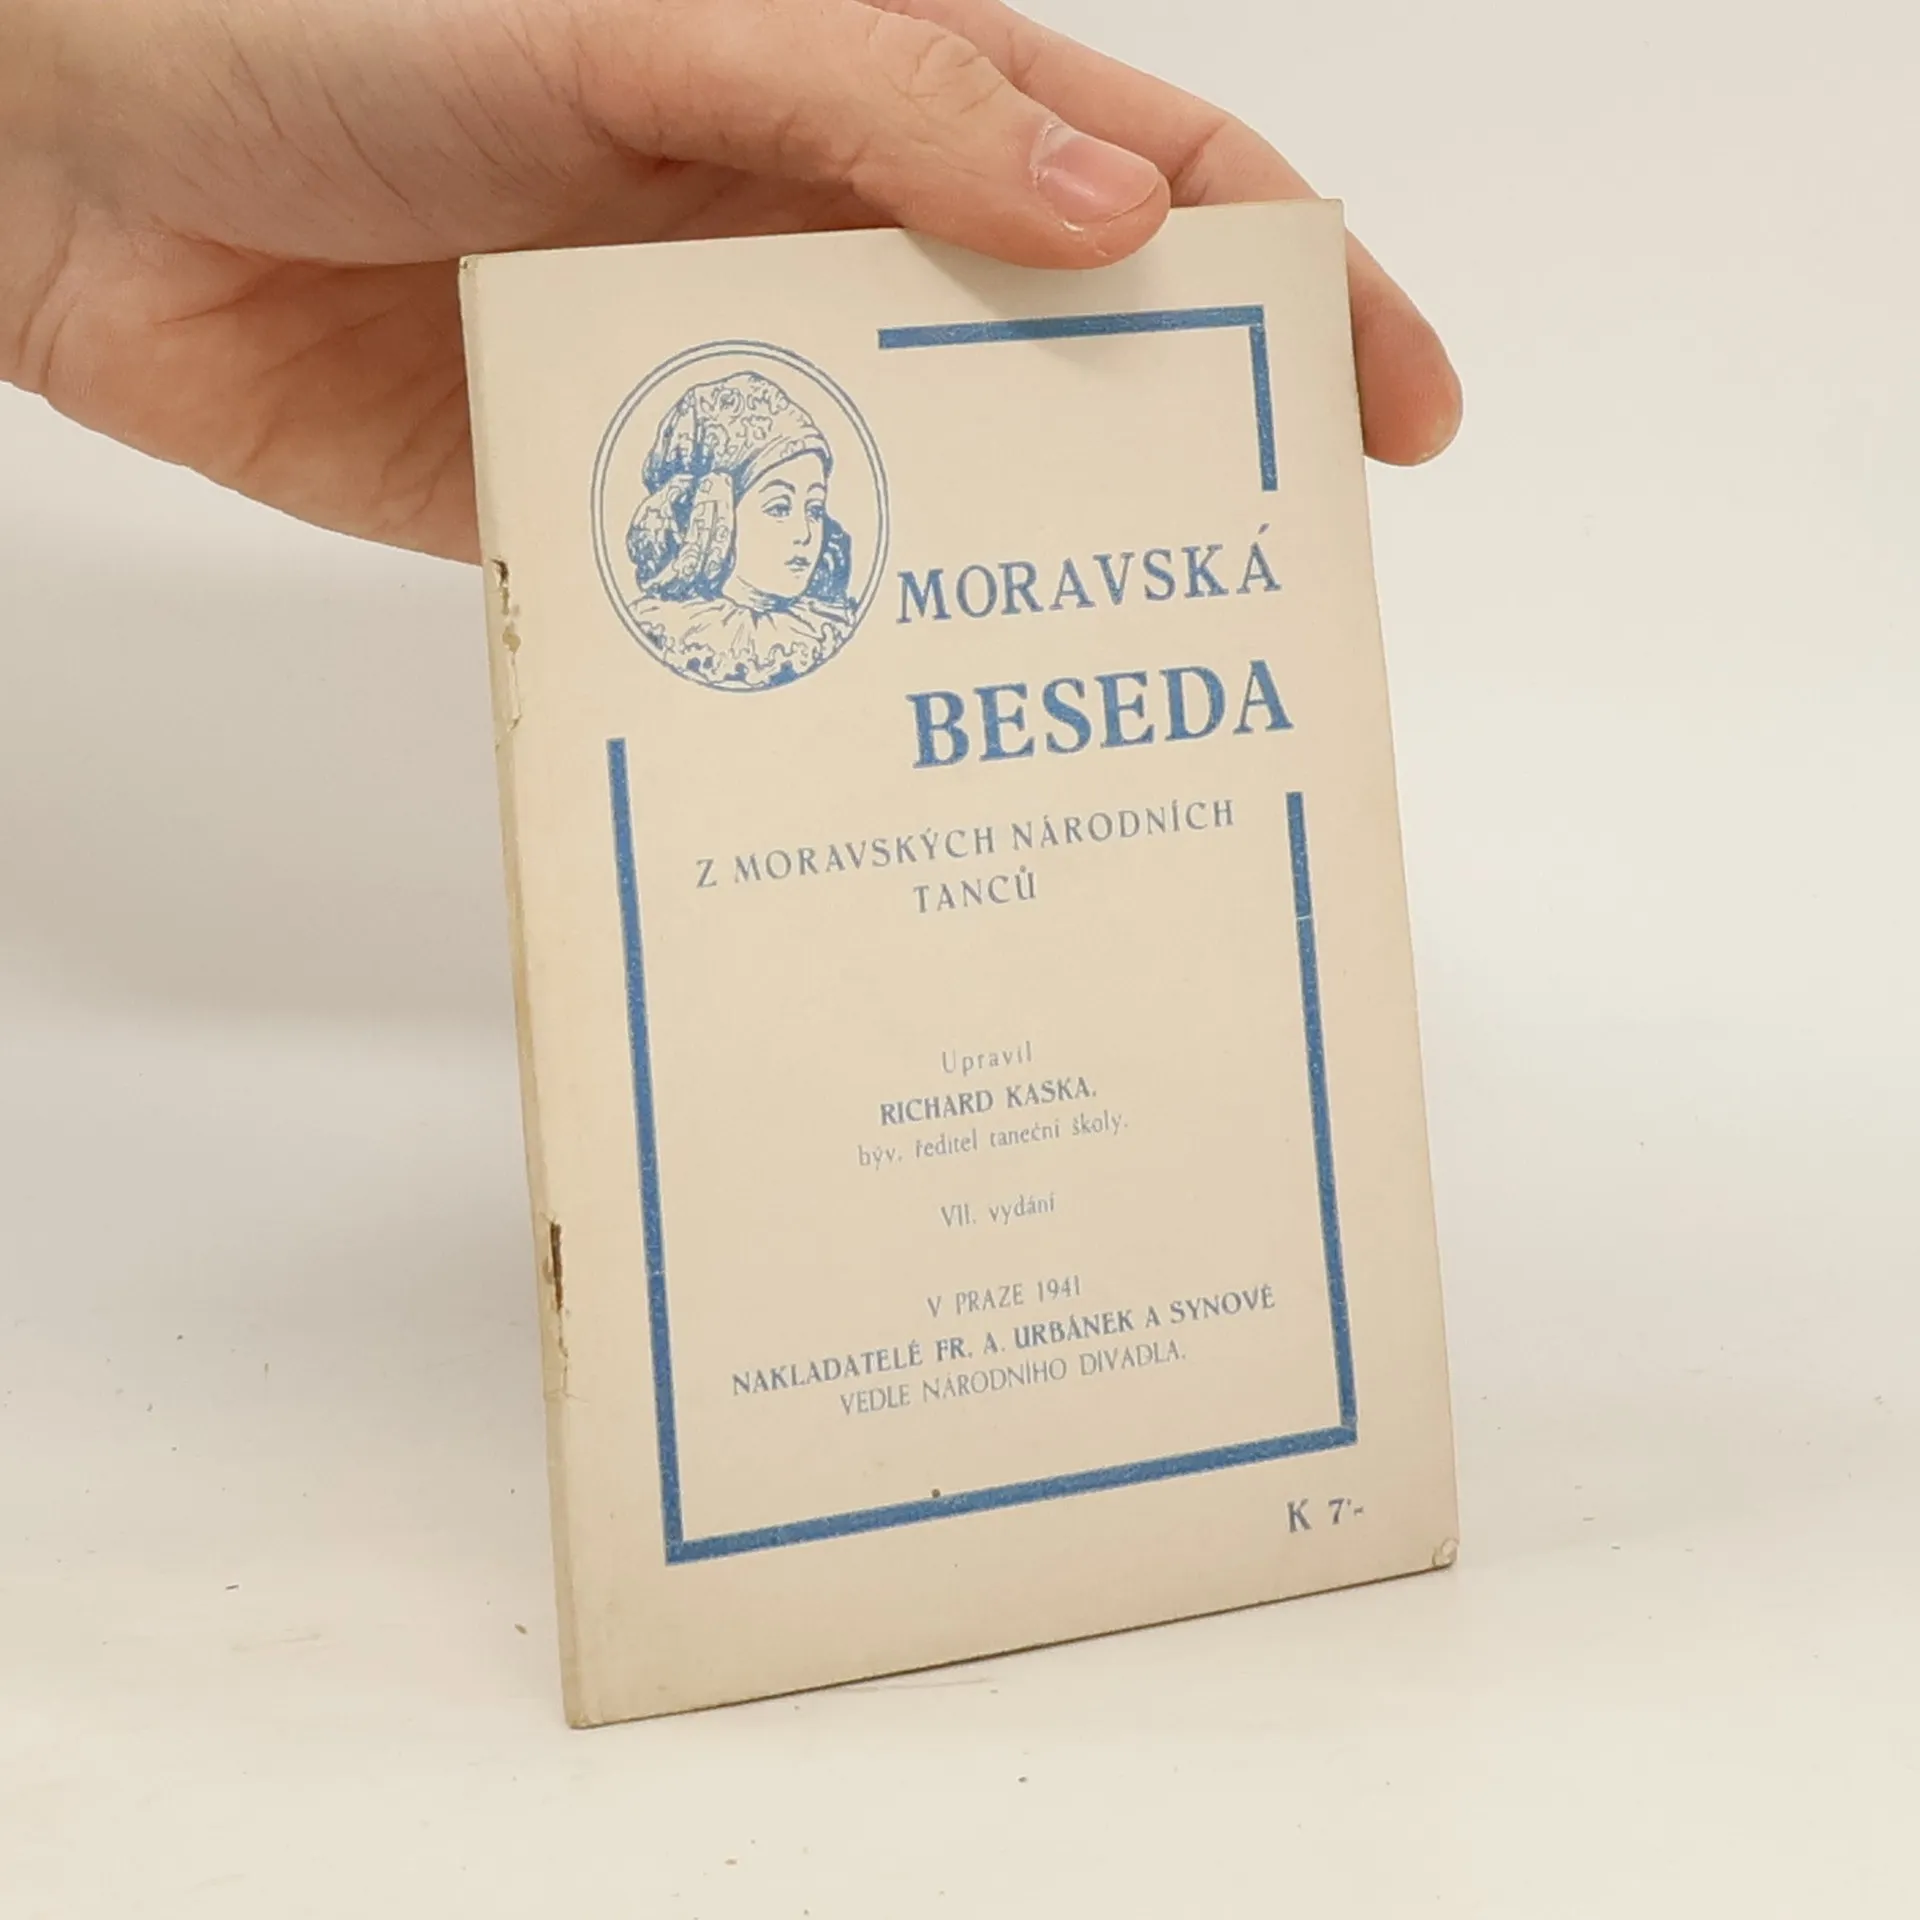 MORAVSKÁ
BESEDA
Z MORAVSKÝCH NÁRODNÍCH
TANCŮ
Upravil
RICHARD KASKA,
býv. ředitel taneční školy.
VII. vydání
V PRAZE 1941
NAKLADATELÉ FR. A. URBÁNEK A SYNOVÉ
VEDLE NÁRODNÍHO DIVADLA.
K 7·-